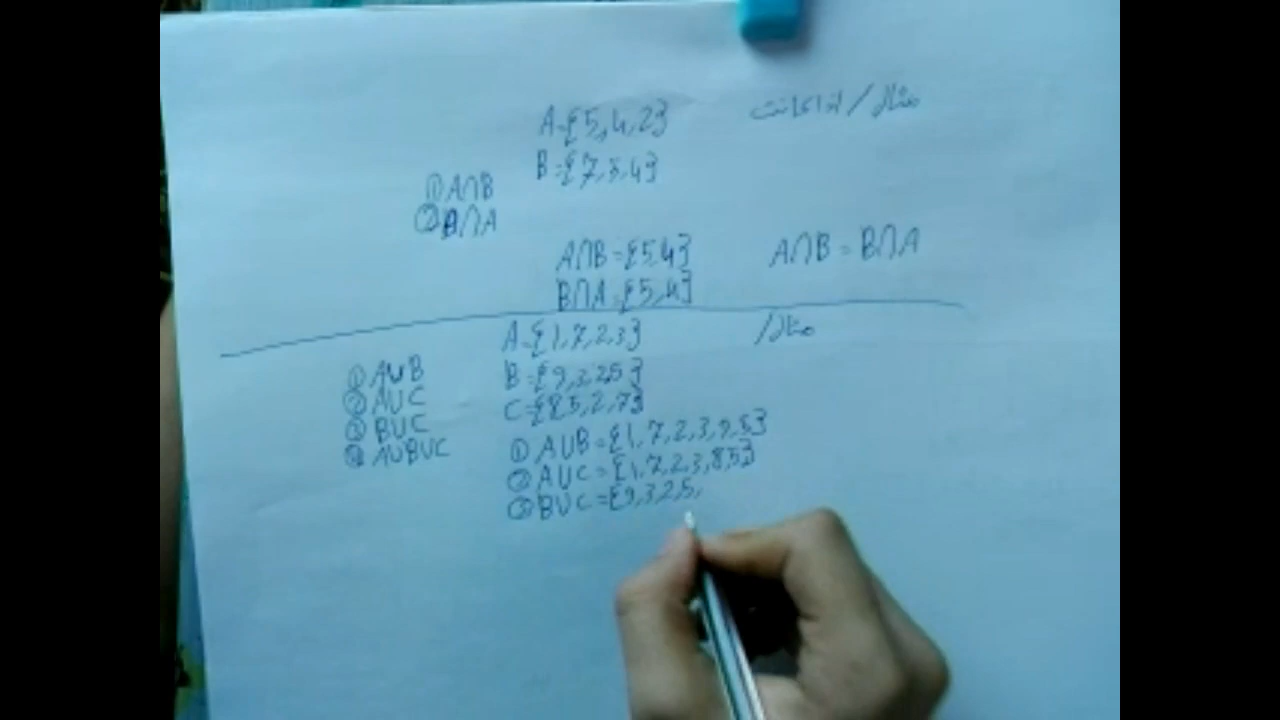 مثال / اذا كانت
A={5,4,2}
B={7,5,4}
① A∩B
② B∩A
A∩B={5,4} A∩B=B∩A
B∩A={5,4}
مثال/
A={1,7,2,3}
B={9,3,2,5}
C={8,5,2,7}
① A∪B
② A∪C
③ B∪C
④ A∪B∪C
① A∪B={1,7,2,3,9,5}
② A∪C={1,7,2,3,8,5}
③ B∪C={9,3,2,5,